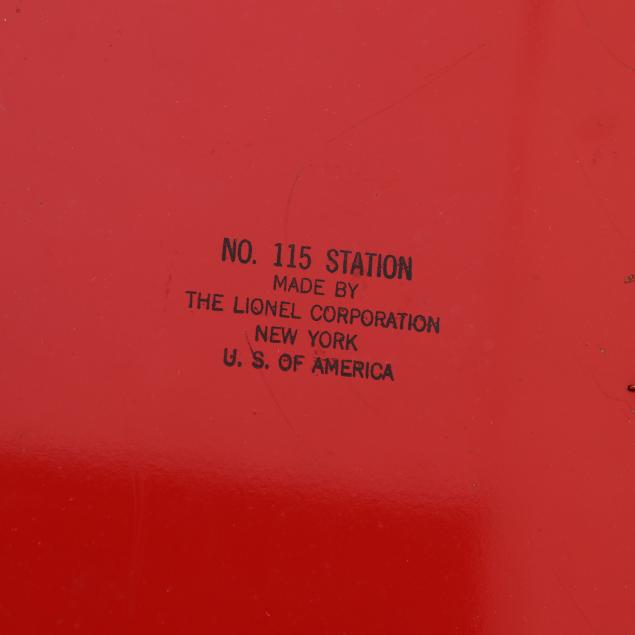 NO. 115 STATION
MADE BY
THE LIONEL CORPORATION
NEW YORK
U. S. OF AMERICA